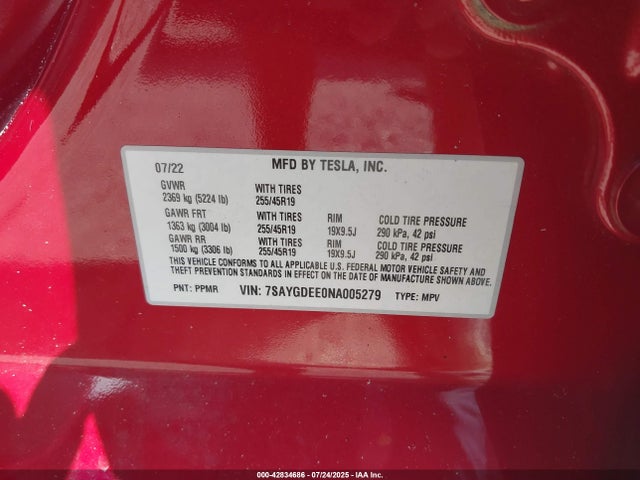 07/22 MFD BY TESLA, INC.
GVWR WITH TIRES
2369 kg (5224 lb) 255/45R19
GAWR FRT WITH TIRES RIM COLD TIRE PRESSURE
1363 kg (3004 lb) 255/45R19 19X9.5J 290 kPa, 42 psi
GAWR RR WITH TIRES RIM COLD TIRE PRESSURE
1500 kg (3306 lb) 255/45R19 19X9.5J 290 kPa, 42 psi
THIS VEHICLE CONFORMS TO ALL APPLICABLE U.S. FEDERAL MOTOR VEHICLE SAFETY AND
THEFT PREVENTION STANDARDS IN EFFECT ON THE DATE OF MANUFACTURE SHOWN ABOVE.
PNT: PPMR VIN: 7SAYGDEE0NA005279 TYPE: MPV
000-42834686 - 07/24/2025 - IAA Inc.